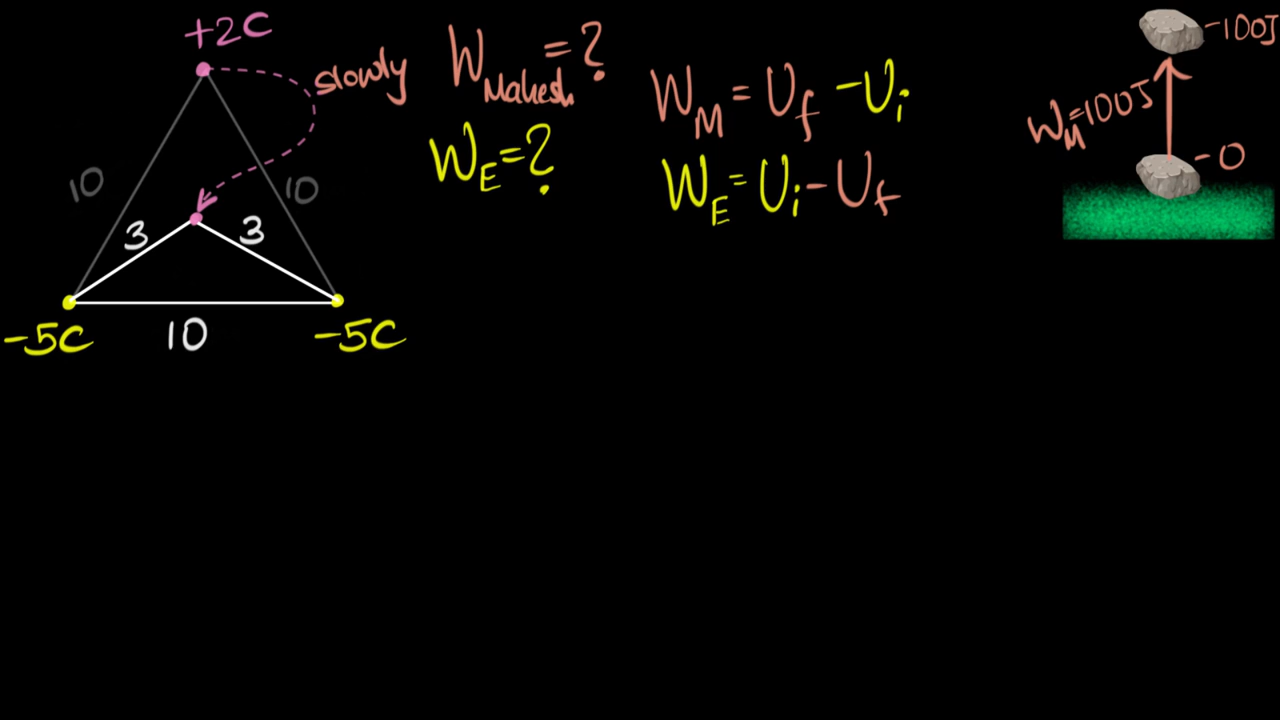 +2C
slowly
10
10
3
3
-5C
10
-5C
W_Mahesh = ?
W_E = ?
W_M = U_f - U_i
W_E = U_i - U_f
-100J
W_M=100J
-0